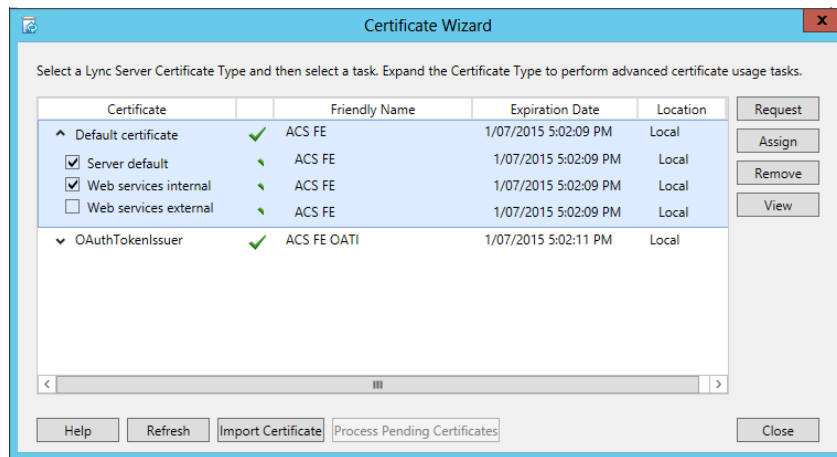 Certificate Wizard
x
Select a Lync Server Certificate Type and then select a task. Expand the Certificate Type to perform advanced certificate usage tasks.
Certificate Friendly Name Expiration Date Location
Default certificate ACS FE 1/07/2015 5:02:09 PM Local
Server default ACS FE 1/07/2015 5:02:09 PM Local
Web services internal ACS FE 1/07/2015 5:02:09 PM Local
Web services external ACS FE 1/07/2015 5:02:09 PM Local
OAuthTokenIssuer ACS FE OATI 1/07/2015 5:02:11 PM Local
Request
Assign
Remove
View
Help Refresh Import Certificate Process Pending Certificates Close